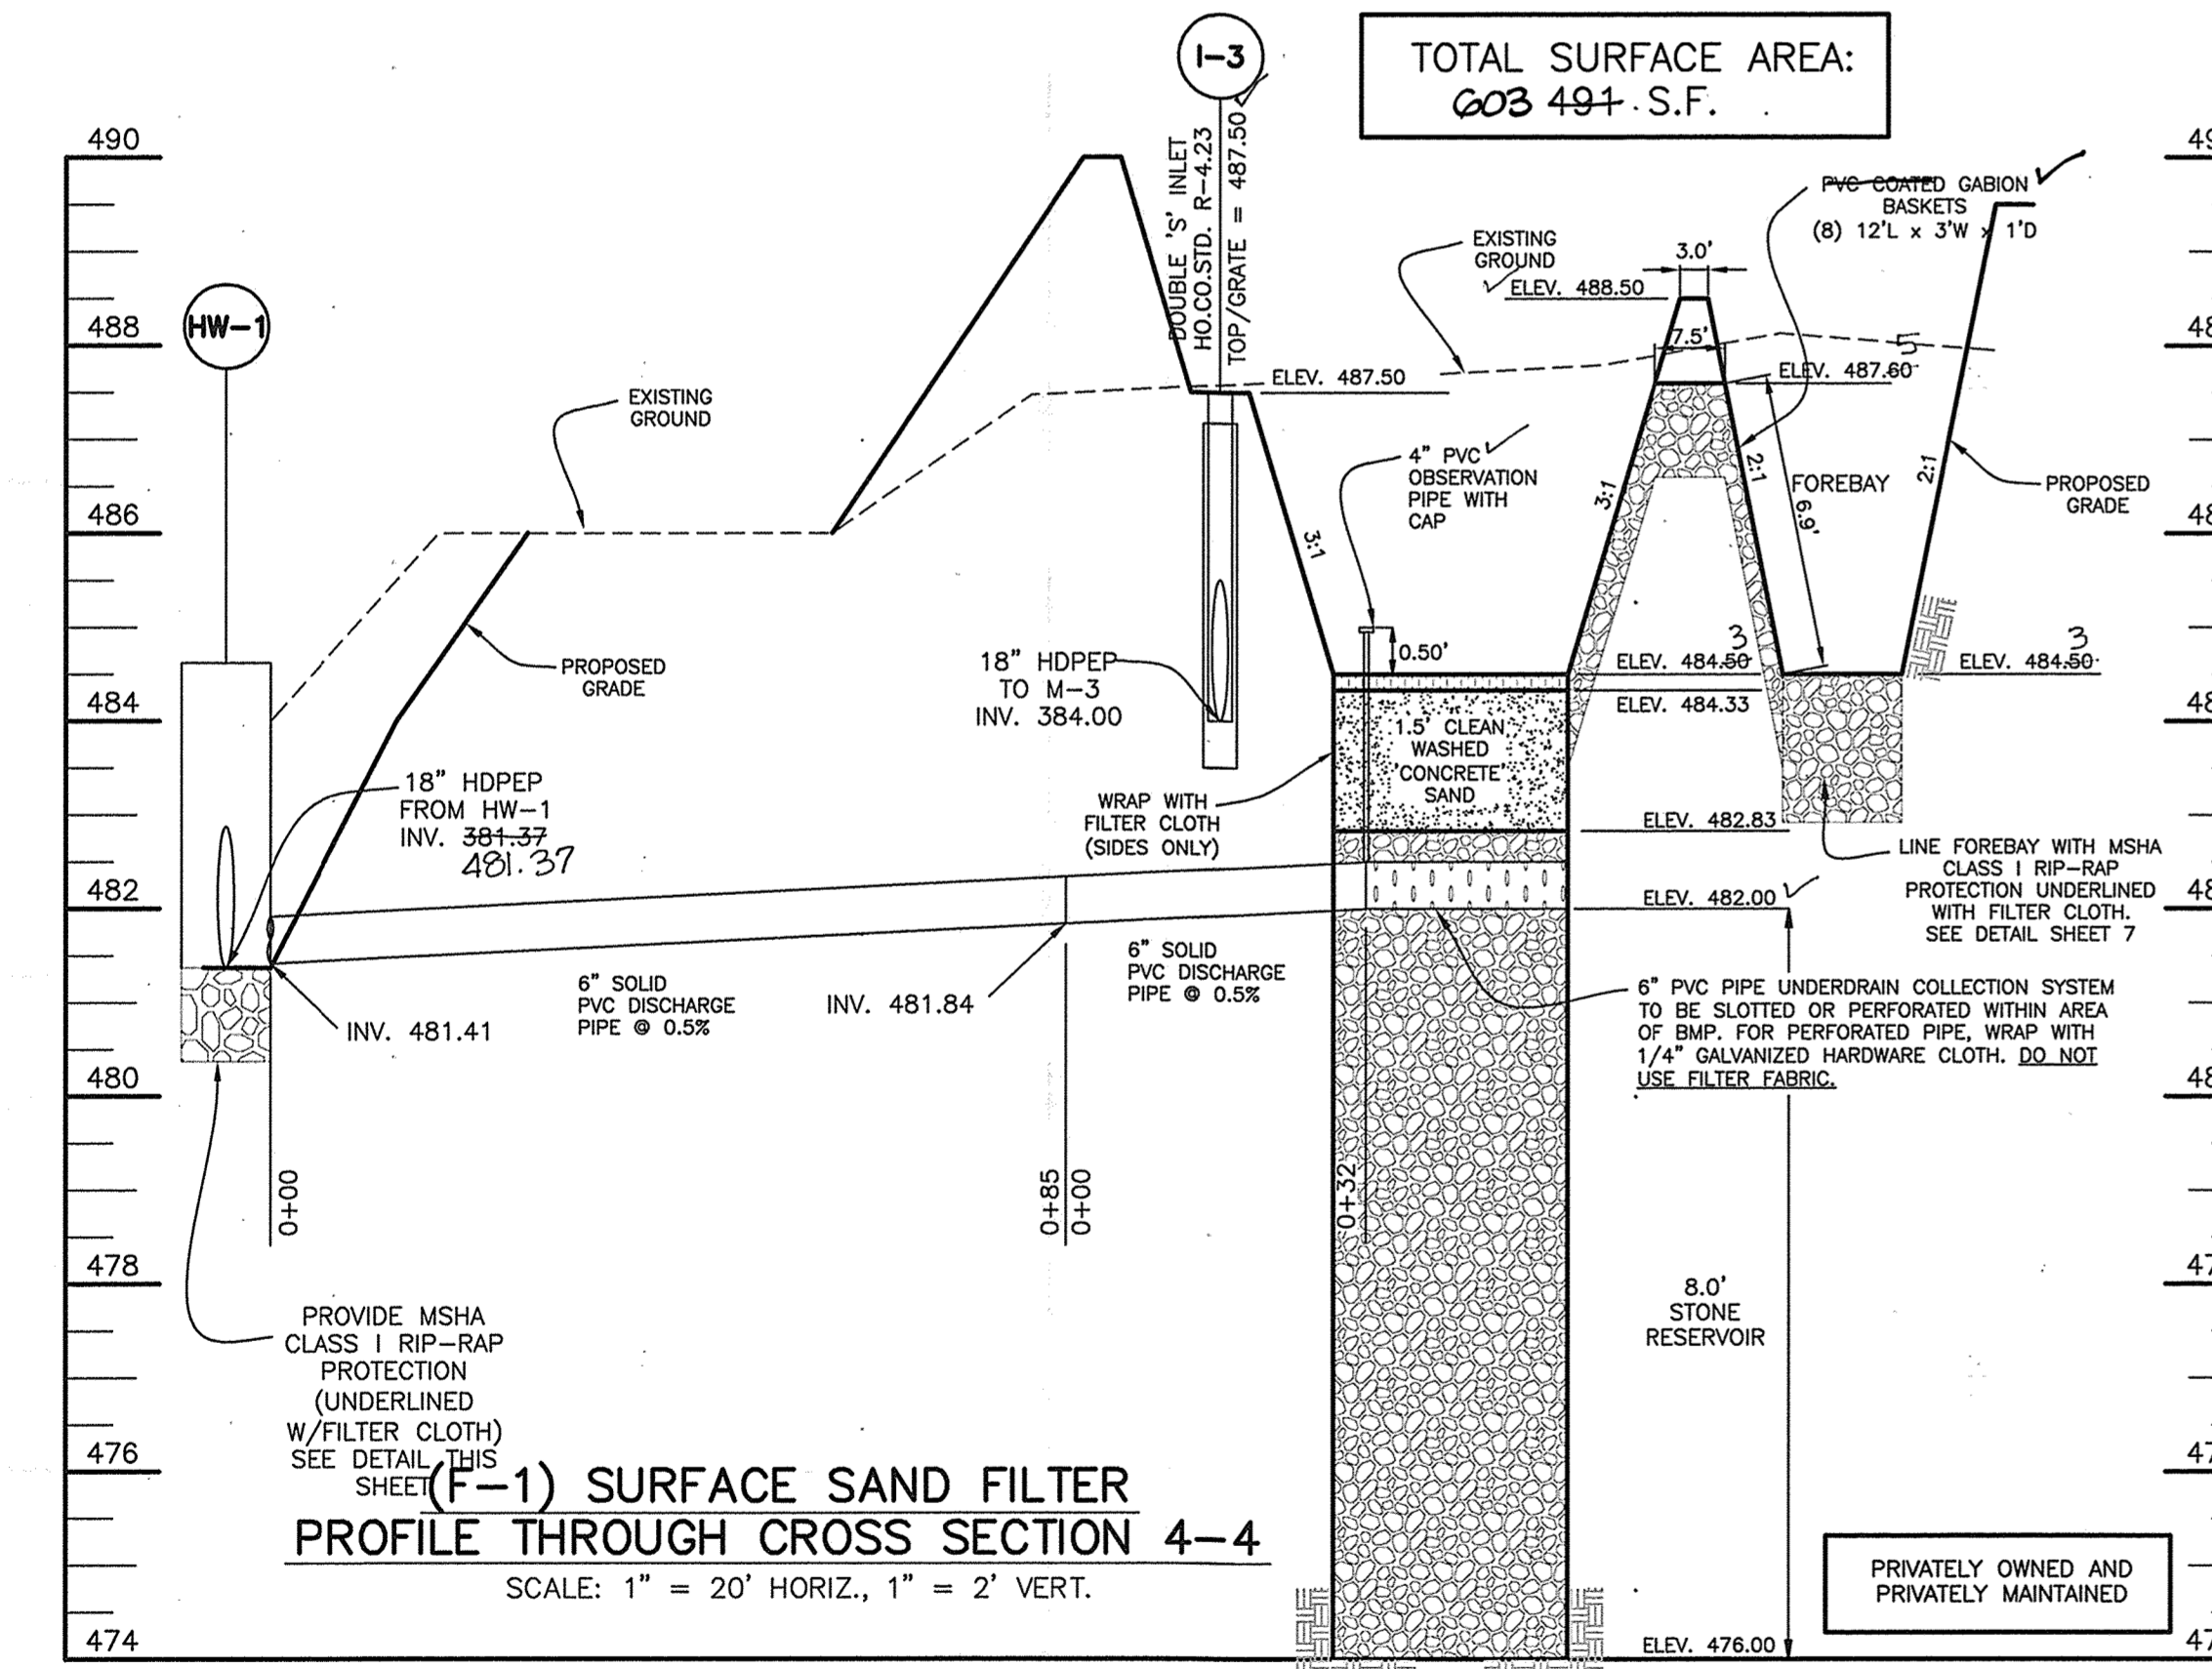 I-3
TOTAL SURFACE AREA:
603 491 S.F.
DOUBLE 'S' INLET
HO.CO.STD. R-4.23
TOP/GRATE = 487.50
490
488
486
484
482
480
478
476
474
HW-1
EXISTING
GROUND
PROPOSED
GRADE
18" HDPEP
FROM HW-1
INV. 381.37
481.37
INV. 481.41
6" SOLID
PVC DISCHARGE
PIPE @ 0.5%
INV. 481.84
6" SOLID
PVC DISCHARGE
PIPE @ 0.5%
0+00
0+85
0+00
0+32
PROVIDE MSHA
CLASS I RIP-RAP
PROTECTION
(UNDERLINED
W/FILTER CLOTH)
SEE DETAIL THIS
SHEET
18" HDPEP
TO M-3
INV. 384.00
WRAP WITH
FILTER CLOTH
(SIDES ONLY)
3:1
ELEV. 487.50
EXISTING
GROUND
4" PVC
OBSERVATION
PIPE WITH
CAP
0.50'
1.5' CLEAN
WASHED
'CONCRETE'
SAND
PVC COATED GABION
BASKETS
(8) 12'L x 3'W x 1'D
3.0'
ELEV. 488.50
7.5'
5
ELEV. 487.60
3:1
2:1
FOREBAY
6.9'
2:1
PROPOSED
GRADE
3
ELEV. 484.50
3
ELEV. 484.50
ELEV. 484.33
ELEV. 482.83
ELEV. 482.00
LINE FOREBAY WITH MSHA
CLASS I RIP-RAP
PROTECTION UNDERLINED
WITH FILTER CLOTH.
SEE DETAIL SHEET 7
6" PVC PIPE UNDERDRAIN COLLECTION SYSTEM
TO BE SLOTTED OR PERFORATED WITHIN AREA
OF BMP. FOR PERFORATED PIPE, WRAP WITH
1/4" GALVANIZED HARDWARE CLOTH. DO NOT
USE FILTER FABRIC.
8.0'
STONE
RESERVOIR
ELEV. 476.00
(F-1) SURFACE SAND FILTER
PROFILE THROUGH CROSS SECTION 4-4
SCALE: 1" = 20' HORIZ., 1" = 2' VERT.
PRIVATELY OWNED AND
PRIVATELY MAINTAINED